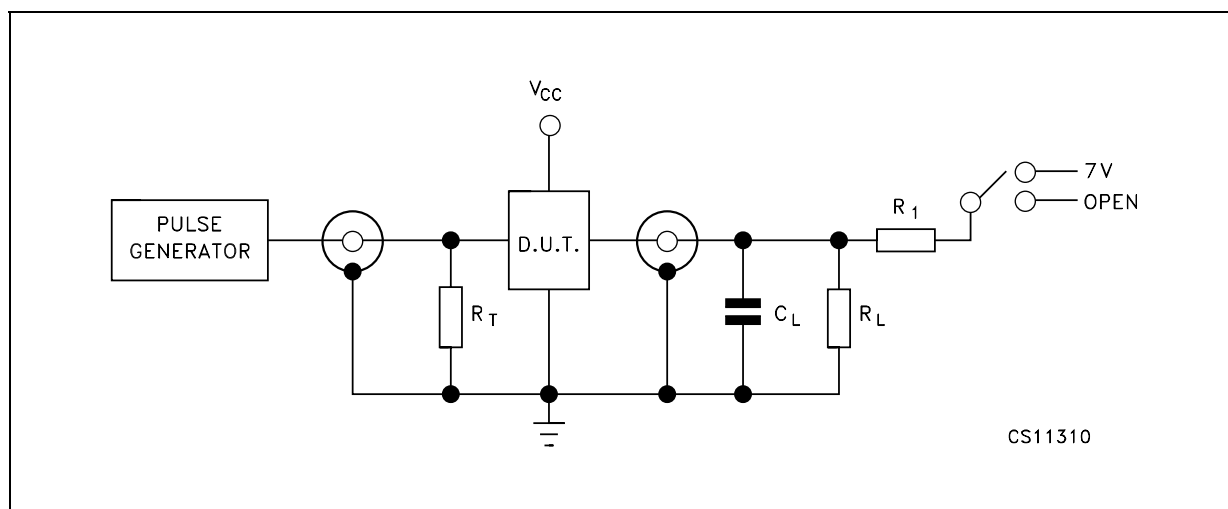 VCC
PULSE
GENERATOR
RT
D.U.T.
CL
RL
R1
7V
OPEN
CS11310